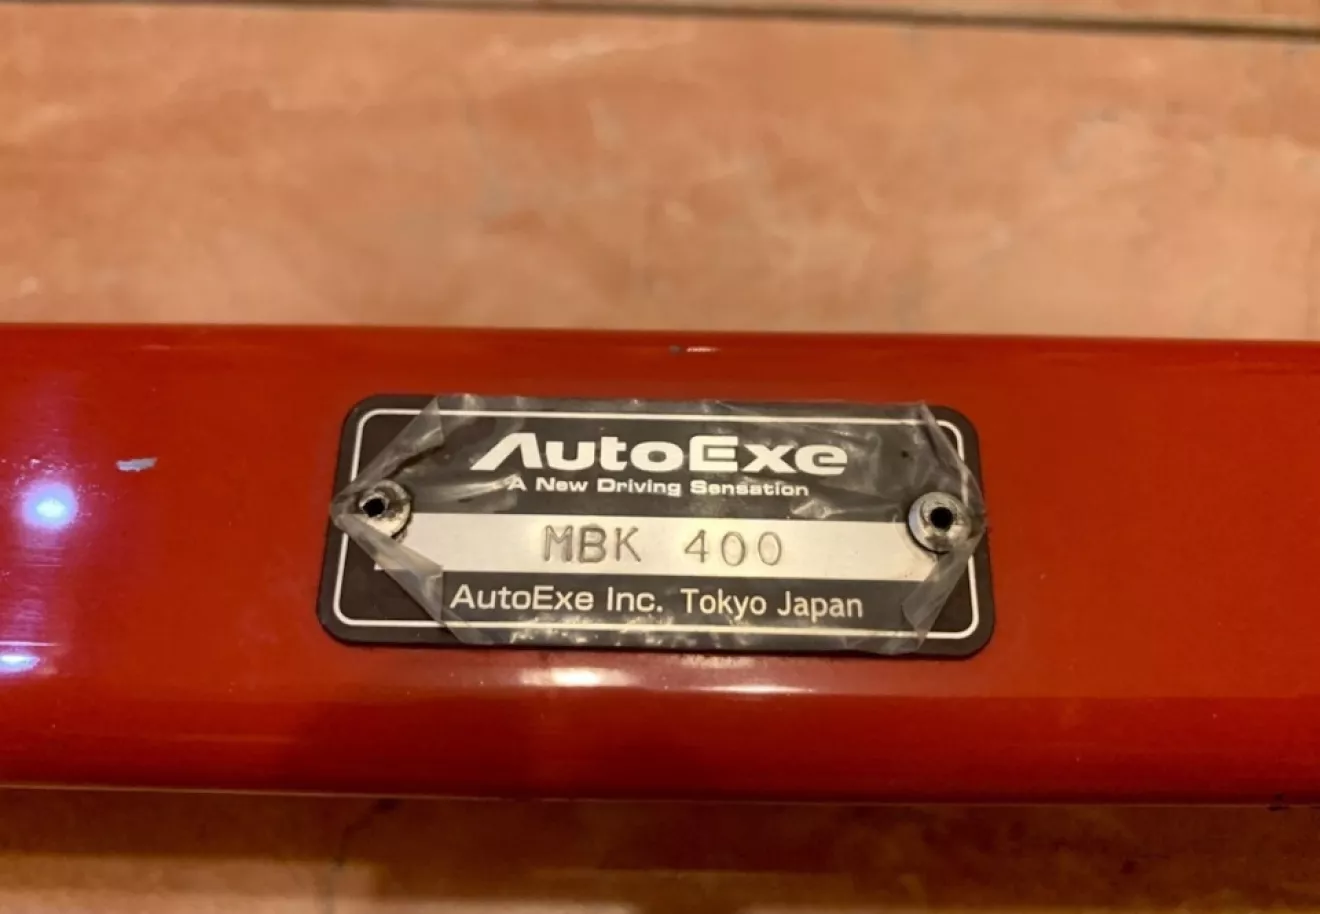 AutoExe
A New Driving Sensation
MBK 400
AutoExe Inc. Tokyo Japan